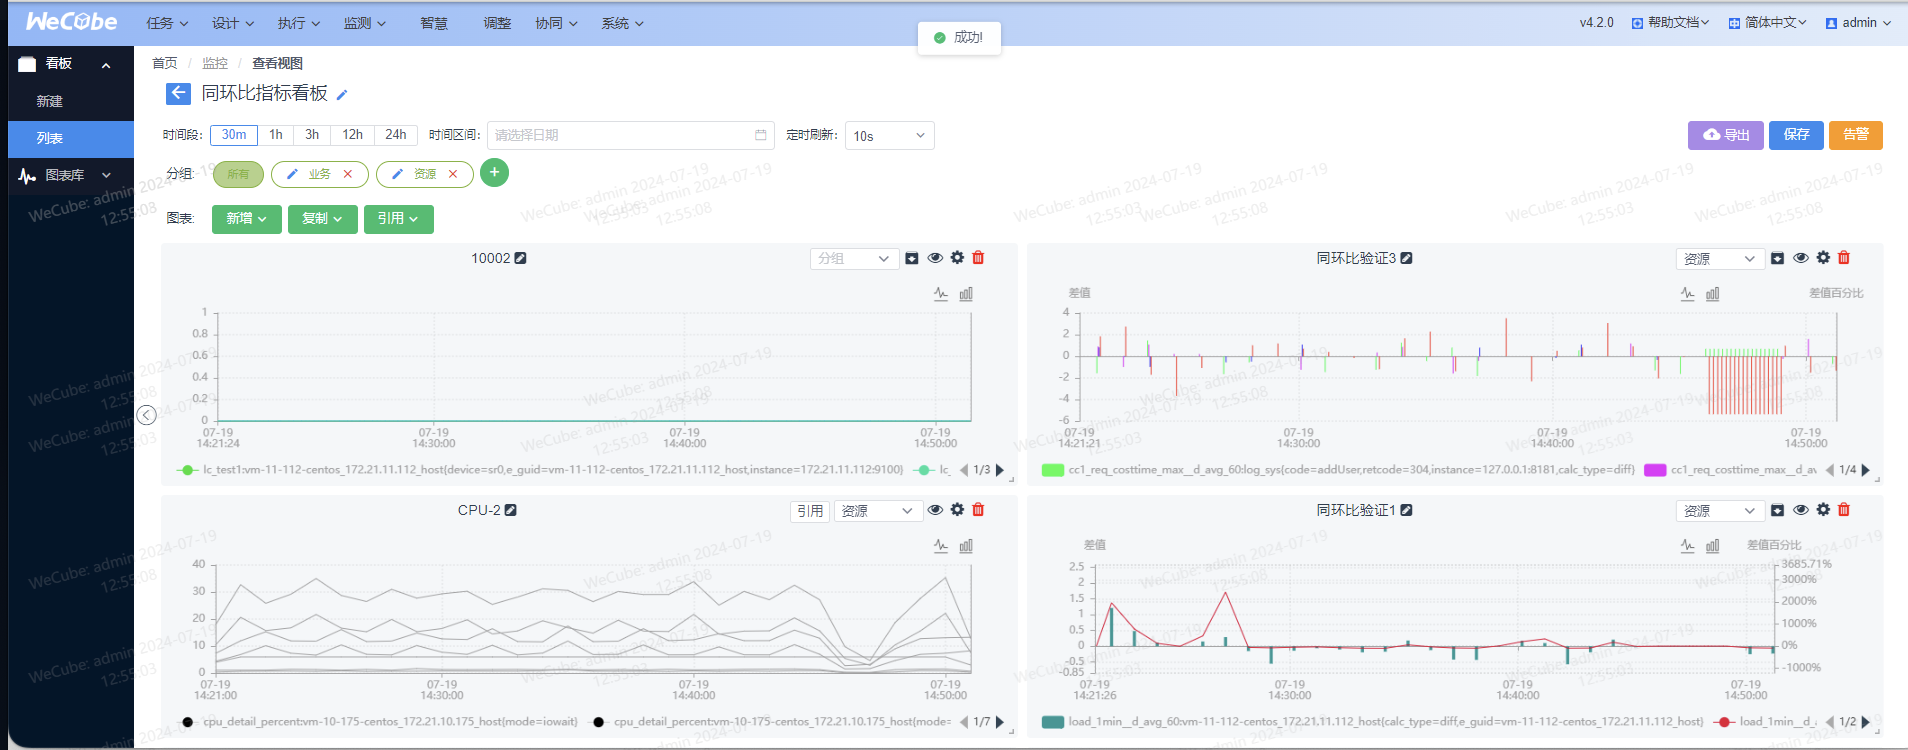 WeCube 任务 设计 执行 监测 智慧 调整 协同 系统 v4.2.0 帮助文档 简体中文 admin
成功!
看板
新建
列表
图表库
首页 / 监控 / 查看视图
同环比指标看板
时间段: 30m 1h 3h 12h 24h 时间区间: 请选择日期 定时刷新: 10s 导出 保存 告警
分组: 所有 业务 资源 +
图表: 新增 复制 引用
10002 分组
1
0.8
0.6
0.4
0.2
0
07-19 14:21:24 07-19 14:30:00 07-19 14:40:00 07-19 14:50:00
lc_test1:vm-11-112-centos_172.21.11.112_host{device=sr0,e_guid=vm-11-112-centos_172.21.11.112_host,instance=172.21.11.112:9100} lc_ 1/3
同环比验证3 资源
差值 差值百分比
4
2
0
-2
-4
-6
07-19 14:21:21 07-19 14:30:00 07-19 14:40:00 07-19 14:50:00
cc1_req_costtime_max__d_avg_60:log_sys{code=addUser,retcode=304,instance=127.0.0.1:8181,calc_type=diff} cc1_req_costtime_max__d_a 1/4
CPU-2 引用 资源
40
30
20
10
0
07-19 14:21:00 07-19 14:30:00 07-19 14:40:00 07-19 14:50:00
cpu_detail_percent:vm-10-175-centos_172.21.10.175_host{mode=iowait} cpu_detail_percent:vm-10-175-centos_172.21.10.175_host{mode= 1/7
同环比验证1 资源
差值 差值百分比
2.5 3685.71%
2 3000%
1.5 2000%
1 1000%
0.5 0%
0 -1000%
-0.5
-0.85
07-19 14:21:26 07-19 14:30:00 07-19 14:40:00 07-19 14:50:00
load_1min__d_avg_60:vm-11-112-centos_172.21.11.112_host{calc_type=diff,e_guid=vm-11-112-centos_172.21.11.112_host} load_1min__d_ 1/2
WeCube: admin 2024-07-19 12:55:03
WeCube: admin 2024-07-19 12:55:08